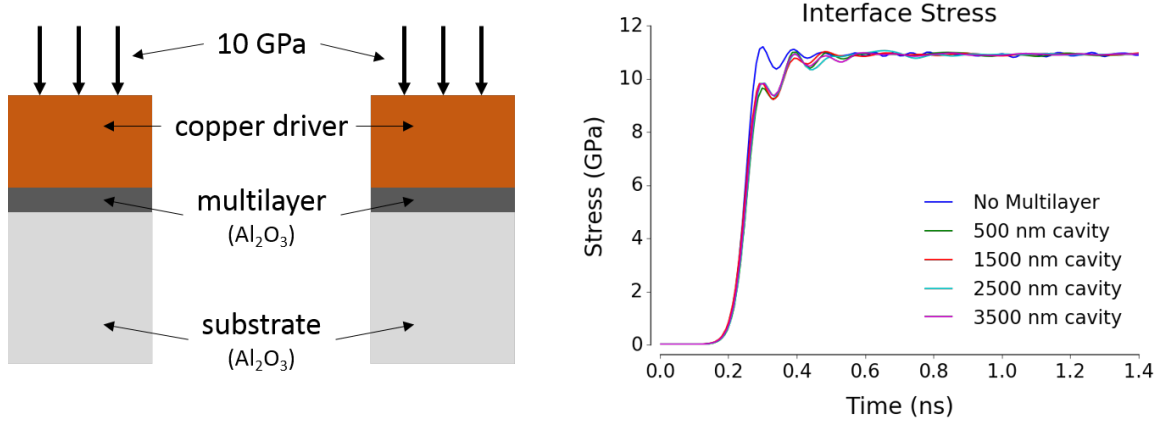 10 GPa
copper driver
multilayer
(Al₂O₃)
substrate
(Al₂O₃)
Interface Stress
Stress (GPa)
12
10
8
6
4
2
0
No Multilayer
500 nm cavity
1500 nm cavity
2500 nm cavity
3500 nm cavity
0.0 0.2 0.4 0.6 0.8 1.0 1.2 1.4
Time (ns)